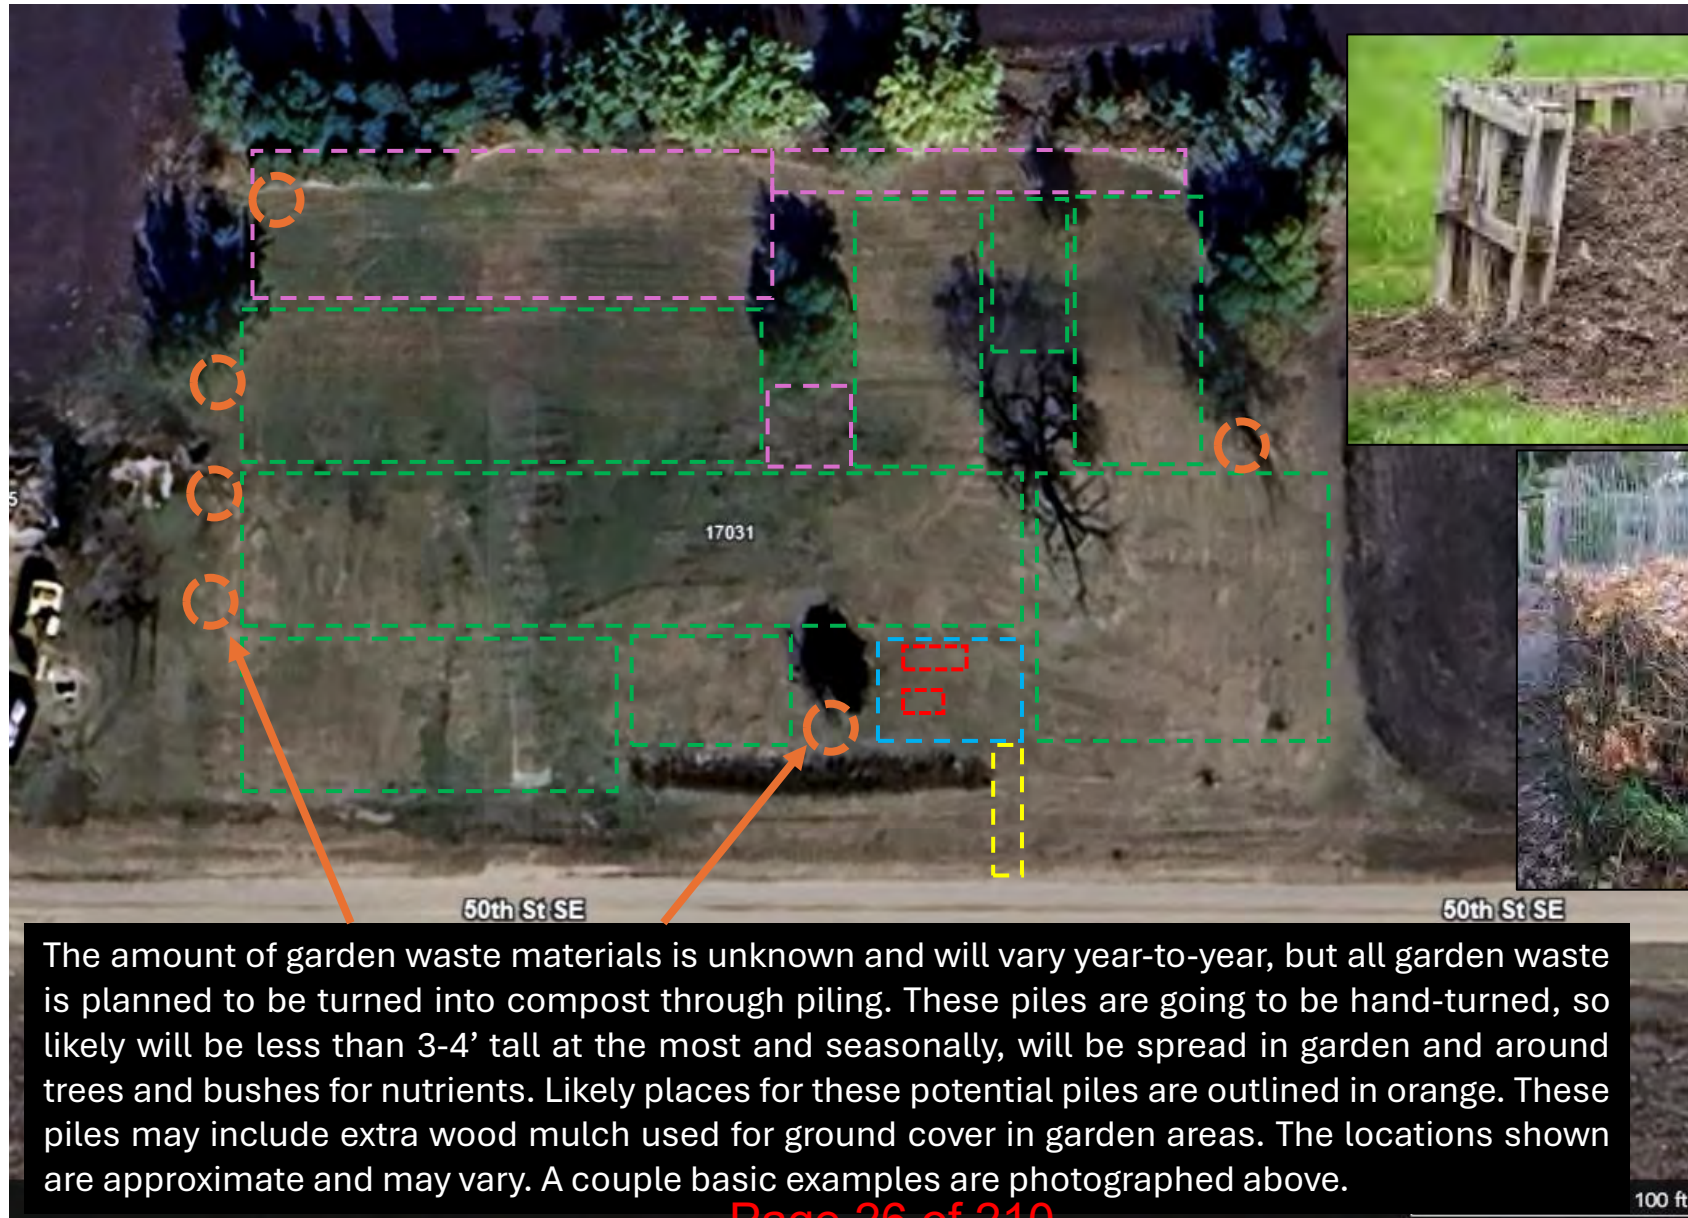 5
17031
50th St SE
50th St SE
The amount of garden waste materials is unknown and will vary year-to-year, but all garden waste
is planned to be turned into compost through piling. These piles are going to be hand-turned, so
likely will be less than 3-4’ tall at the most and seasonally, will be spread in garden and around
trees and bushes for nutrients. Likely places for these potential piles are outlined in orange. These
piles may include extra wood mulch used for ground cover in garden areas. The locations shown
are approximate and may vary. A couple basic examples are photographed above.
Page 26 of 210
100 ft